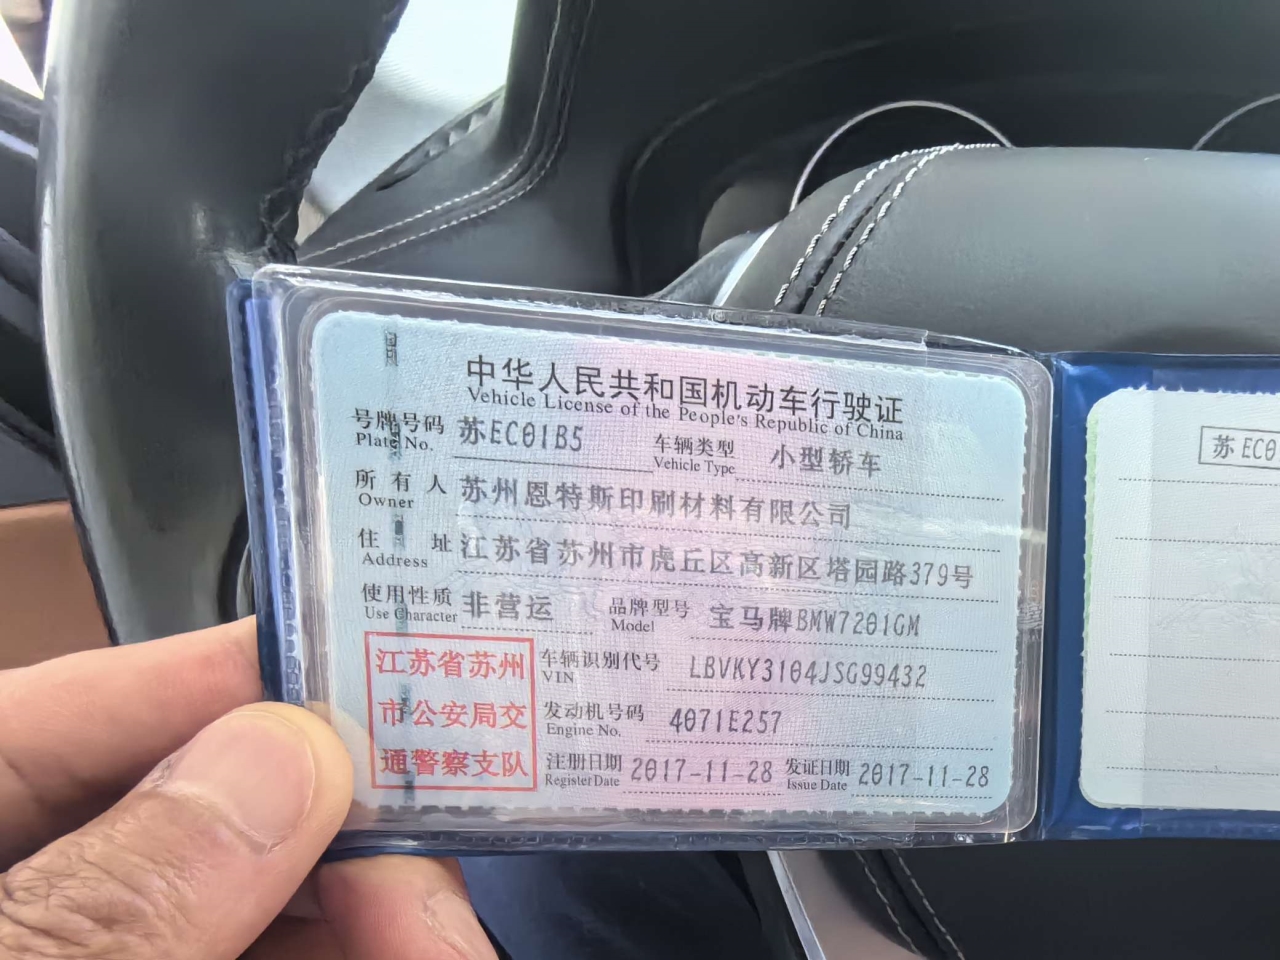 中华人民共和国机动车行驶证
Vehicle License of the People's Republic of China
号牌号码 苏EC01B5 车辆类型 小型轿车
Plate No. Vehicle Type
所有人 苏州恩特斯印刷材料有限公司
Owner
住址 江苏省苏州市虎丘区高新区塔园路379号
Address
使用性质 非营运 品牌型号 宝马牌BMW7201GM
Use Character Model
江苏省苏州
市公安局交
通警察支队
车辆识别代号 LBVKY3104JSG99432
VIN
发动机号码 4071E257
Engine No.
注册日期 2017-11-28 发证日期 2017-11-28
Register Date Issue Date
苏EC0